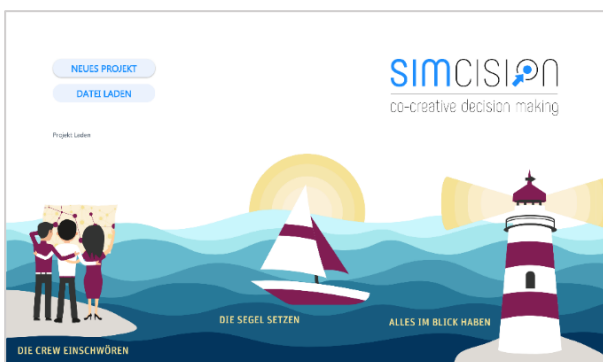 NEUES PROJEKT
DATEI LADEN
Projekt Laden
SIMCISION
co-creative decision making
DIE SEGEL SETZEN
ALLES IM BLICK HABEN
DIE CREW EINSCHWÖREN